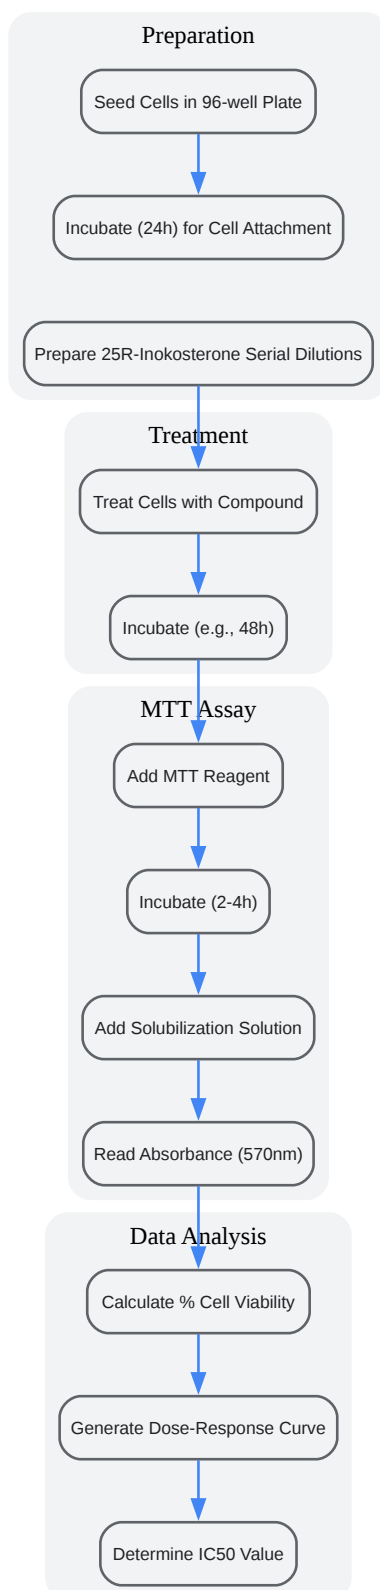 Preparation
Seed Cells in 96-well Plate
Incubate (24h) for Cell Attachment
Prepare 25R-Inokosterone Serial Dilutions
Treatment
Treat Cells with Compound
Incubate (e.g., 48h)
MTT Assay
Add MTT Reagent
Incubate (2-4h)
Add Solubilization Solution
Read Absorbance (570nm)
Data Analysis
Calculate % Cell Viability
Generate Dose-Response Curve
Determine IC50 Value